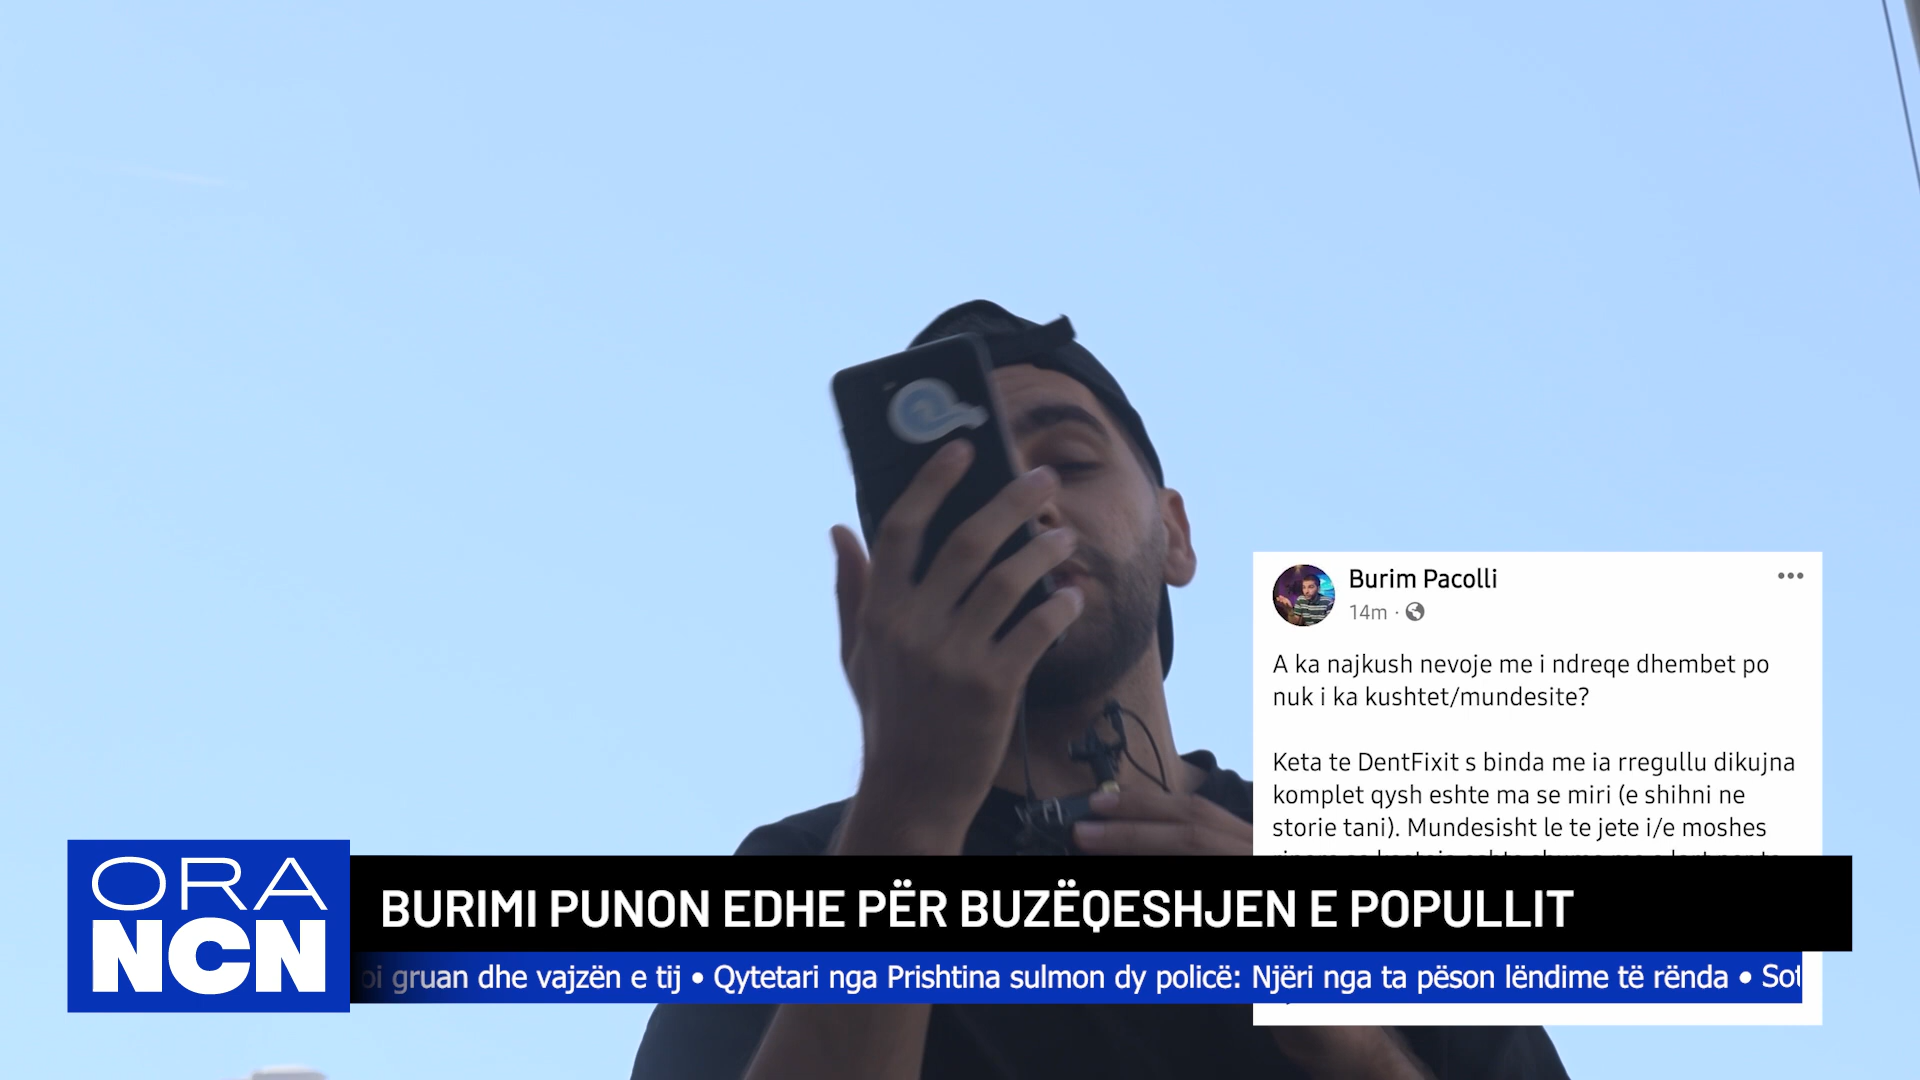 Burim Pacolli
14m ·
A ka najkush nevoje me i ndreqe dhembet po
nuk i ka kushtet/mundesite?
Keta te DentFixit s binda me ia rregullu dikujna
komplet qysh eshte ma se miri (e shihni ne
storie tani). Mundesisht le te jete i/e moshes
ORA
NCN
BURIMI PUNON EDHE PËR BUZËQESHJEN E POPULLIT
gruan dhe vajzën e tij • Qytetari nga Prishtina sulmon dy policë: Njëri nga ta pëson lëndime të rënda •